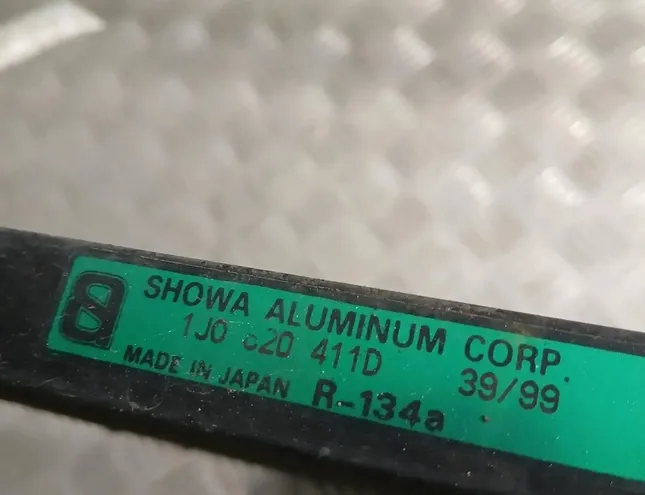 SHOWA ALUMINUM CORP.
1J0 820 411D 39/99
MADE IN JAPAN R-134a